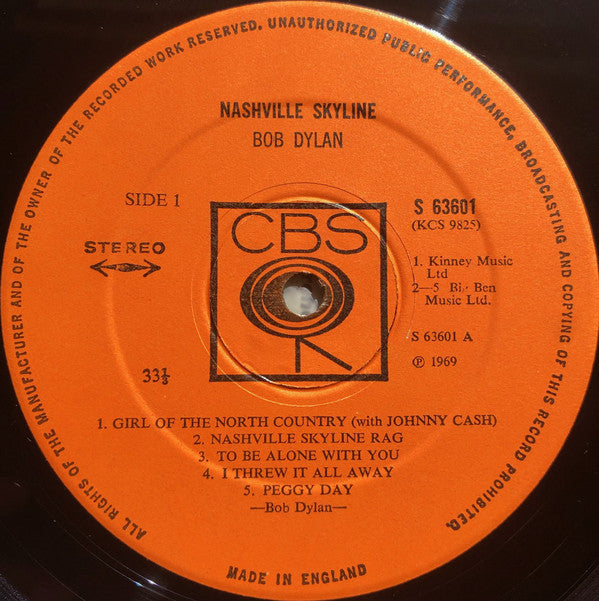 ALL RIGHTS OF THE MANUFACTURER AND OF THE OWNER OF THE RECORDED WORK RESERVED. UNAUTHORIZED PUBLIC PERFORMANCE, BROADCASTING AND COPYING OF THIS RECORD PROHIBITED.
NASHVILLE SKYLINE
BOB DYLAN
SIDE 1
STEREO
CBS
S 63601
(KCS 9825)
1. Kinney Music
Ltd
2—5 Big Ben
Music Ltd.
S 63601 A
℗ 1969
33⅓
1. GIRL OF THE NORTH COUNTRY (with JOHNNY CASH)
2. NASHVILLE SKYLINE RAG
3. TO BE ALONE WITH YOU
4. I THREW IT ALL AWAY
5. PEGGY DAY
—Bob Dylan—
MADE IN ENGLAND